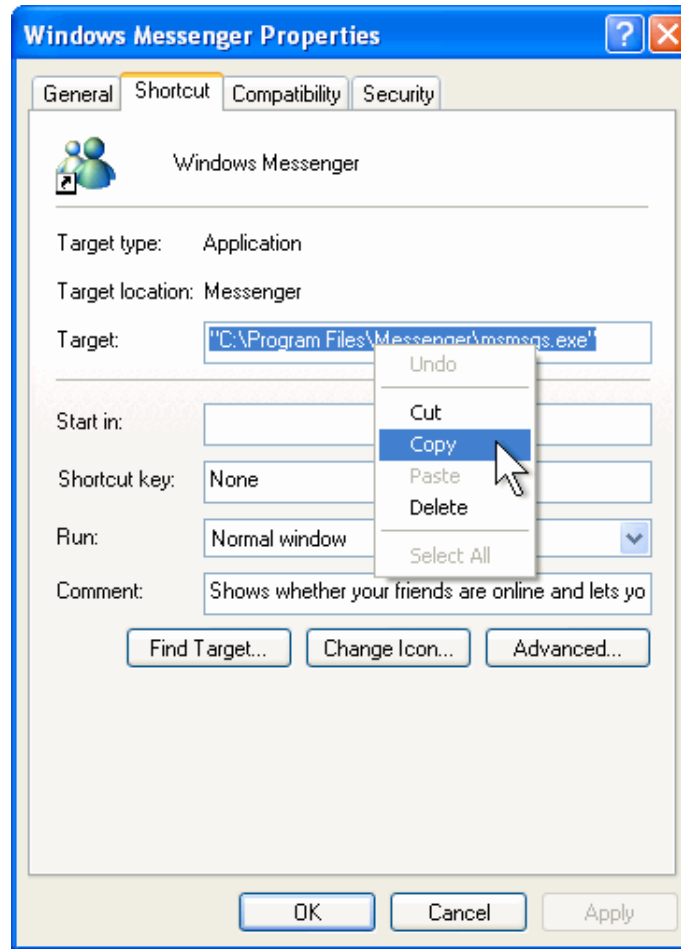 Windows Messenger Properties
General Shortcut Compatibility Security
Windows Messenger
Target type: Application
Target location: Messenger
Target: "C:\Program Files\Messenger\msmsgs.exe"
Undo
Cut
Copy
Paste
Delete
Select All
Start in:
Shortcut key: None
Run: Normal window
Comment: Shows whether your friends are online and lets yo
Find Target... Change Icon... Advanced...
OK Cancel Apply